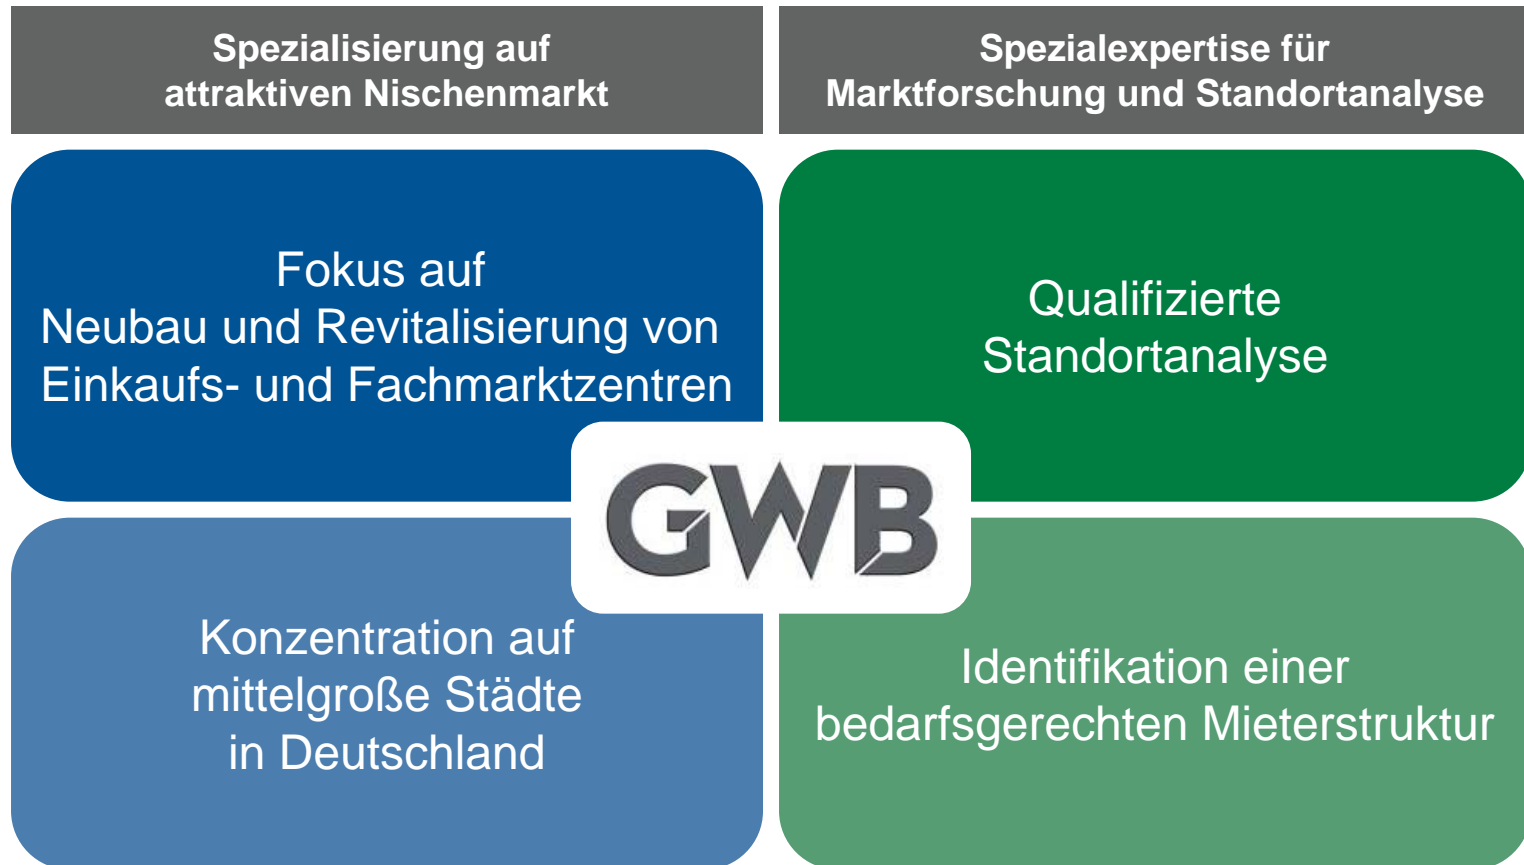 Spezialisierung auf
attraktiven Nischenmarkt
Spezialexpertise für
Marktforschung und Standortanalyse
Fokus auf
Neubau und Revitalisierung von
Einkaufs- und Fachmarktzentren
Qualifizierte
Standortanalyse
GWB
Konzentration auf
mittelgroße Städte
in Deutschland
Identifikation einer
bedarfsgerechten Mieterstruktur